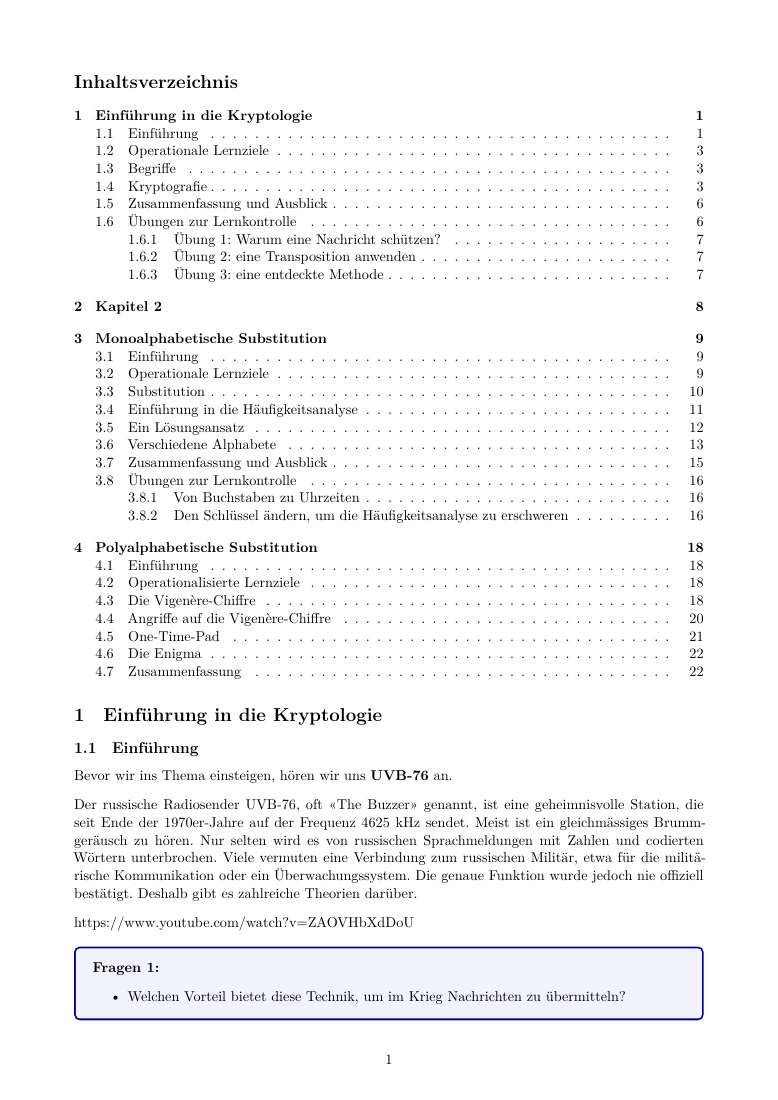 Inhaltsverzeichnis
1 Einführung in die Kryptologie 1
1.1 Einführung . . . . . . . . . . . . . . . . . . . . . . . . . . . . . . . . . . . . . . . . . . 1
1.2 Operationale Lernziele . . . . . . . . . . . . . . . . . . . . . . . . . . . . . . . . . . . . 3
1.3 Begriffe . . . . . . . . . . . . . . . . . . . . . . . . . . . . . . . . . . . . . . . . . . . . 3
1.4 Kryptografie . . . . . . . . . . . . . . . . . . . . . . . . . . . . . . . . . . . . . . . . . . 3
1.5 Zusammenfassung und Ausblick . . . . . . . . . . . . . . . . . . . . . . . . . . . . . . . 6
1.6 Übungen zur Lernkontrolle . . . . . . . . . . . . . . . . . . . . . . . . . . . . . . . . . 6
1.6.1 Übung 1: Warum eine Nachricht schützen? . . . . . . . . . . . . . . . . . . . . 7
1.6.2 Übung 2: eine Transposition anwenden . . . . . . . . . . . . . . . . . . . . . . . 7
1.6.3 Übung 3: eine entdeckte Methode . . . . . . . . . . . . . . . . . . . . . . . . . . 7
2 Kapitel 2 8
3 Monoalphabetische Substitution 9
3.1 Einführung . . . . . . . . . . . . . . . . . . . . . . . . . . . . . . . . . . . . . . . . . . 9
3.2 Operationale Lernziele . . . . . . . . . . . . . . . . . . . . . . . . . . . . . . . . . . . . 9
3.3 Substitution . . . . . . . . . . . . . . . . . . . . . . . . . . . . . . . . . . . . . . . . . . 10
3.4 Einführung in die Häufigkeitsanalyse . . . . . . . . . . . . . . . . . . . . . . . . . . . . 11
3.5 Ein Lösungsansatz . . . . . . . . . . . . . . . . . . . . . . . . . . . . . . . . . . . . . . 12
3.6 Verschiedene Alphabete . . . . . . . . . . . . . . . . . . . . . . . . . . . . . . . . . . . 13
3.7 Zusammenfassung und Ausblick . . . . . . . . . . . . . . . . . . . . . . . . . . . . . . . 15
3.8 Übungen zur Lernkontrolle . . . . . . . . . . . . . . . . . . . . . . . . . . . . . . . . . 16
3.8.1 Von Buchstaben zu Uhrzeiten . . . . . . . . . . . . . . . . . . . . . . . . . . . . 16
3.8.2 Den Schlüssel ändern, um die Häufigkeitsanalyse zu erschweren . . . . . . . . . 16
4 Polyalphabetische Substitution 18
4.1 Einführung . . . . . . . . . . . . . . . . . . . . . . . . . . . . . . . . . . . . . . . . . . 18
4.2 Operationalisierte Lernziele . . . . . . . . . . . . . . . . . . . . . . . . . . . . . . . . . 18
4.3 Die Vigenère-Chiffre . . . . . . . . . . . . . . . . . . . . . . . . . . . . . . . . . . . . . 18
4.4 Angriffe auf die Vigenère-Chiffre . . . . . . . . . . . . . . . . . . . . . . . . . . . . . . 20
4.5 One-Time-Pad . . . . . . . . . . . . . . . . . . . . . . . . . . . . . . . . . . . . . . . . 21
4.6 Die Enigma . . . . . . . . . . . . . . . . . . . . . . . . . . . . . . . . . . . . . . . . . . 22
4.7 Zusammenfassung . . . . . . . . . . . . . . . . . . . . . . . . . . . . . . . . . . . . . . 22
1 Einführung in die Kryptologie
1.1 Einführung
Bevor wir ins Thema einsteigen, hören wir uns UVB-76 an.
Der russische Radiosender UVB-76, oft «The Buzzer» genannt, ist eine geheimnisvolle Station, die
seit Ende der 1970er-Jahre auf der Frequenz 4625 kHz sendet. Meist ist ein gleichmässiges Brumm-
geräusch zu hören. Nur selten wird es von russischen Sprachmeldungen mit Zahlen und codierten
Wörtern unterbrochen. Viele vermuten eine Verbindung zum russischen Militär, etwa für die militä-
rische Kommunikation oder ein Überwachungssystem. Die genaue Funktion wurde jedoch nie offiziell
bestätigt. Deshalb gibt es zahlreiche Theorien darüber.
https://www.youtube.com/watch?v=ZAOVHbXdDoU
Fragen 1:
• Welchen Vorteil bietet diese Technik, um im Krieg Nachrichten zu übermitteln?
1